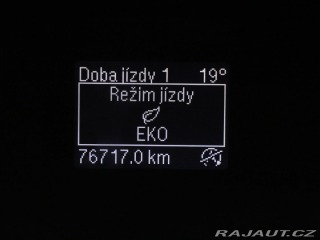 Doba jízdy 1 19°
Režim jízdy
EKO
76717.0 km
RAJAUT.CZ